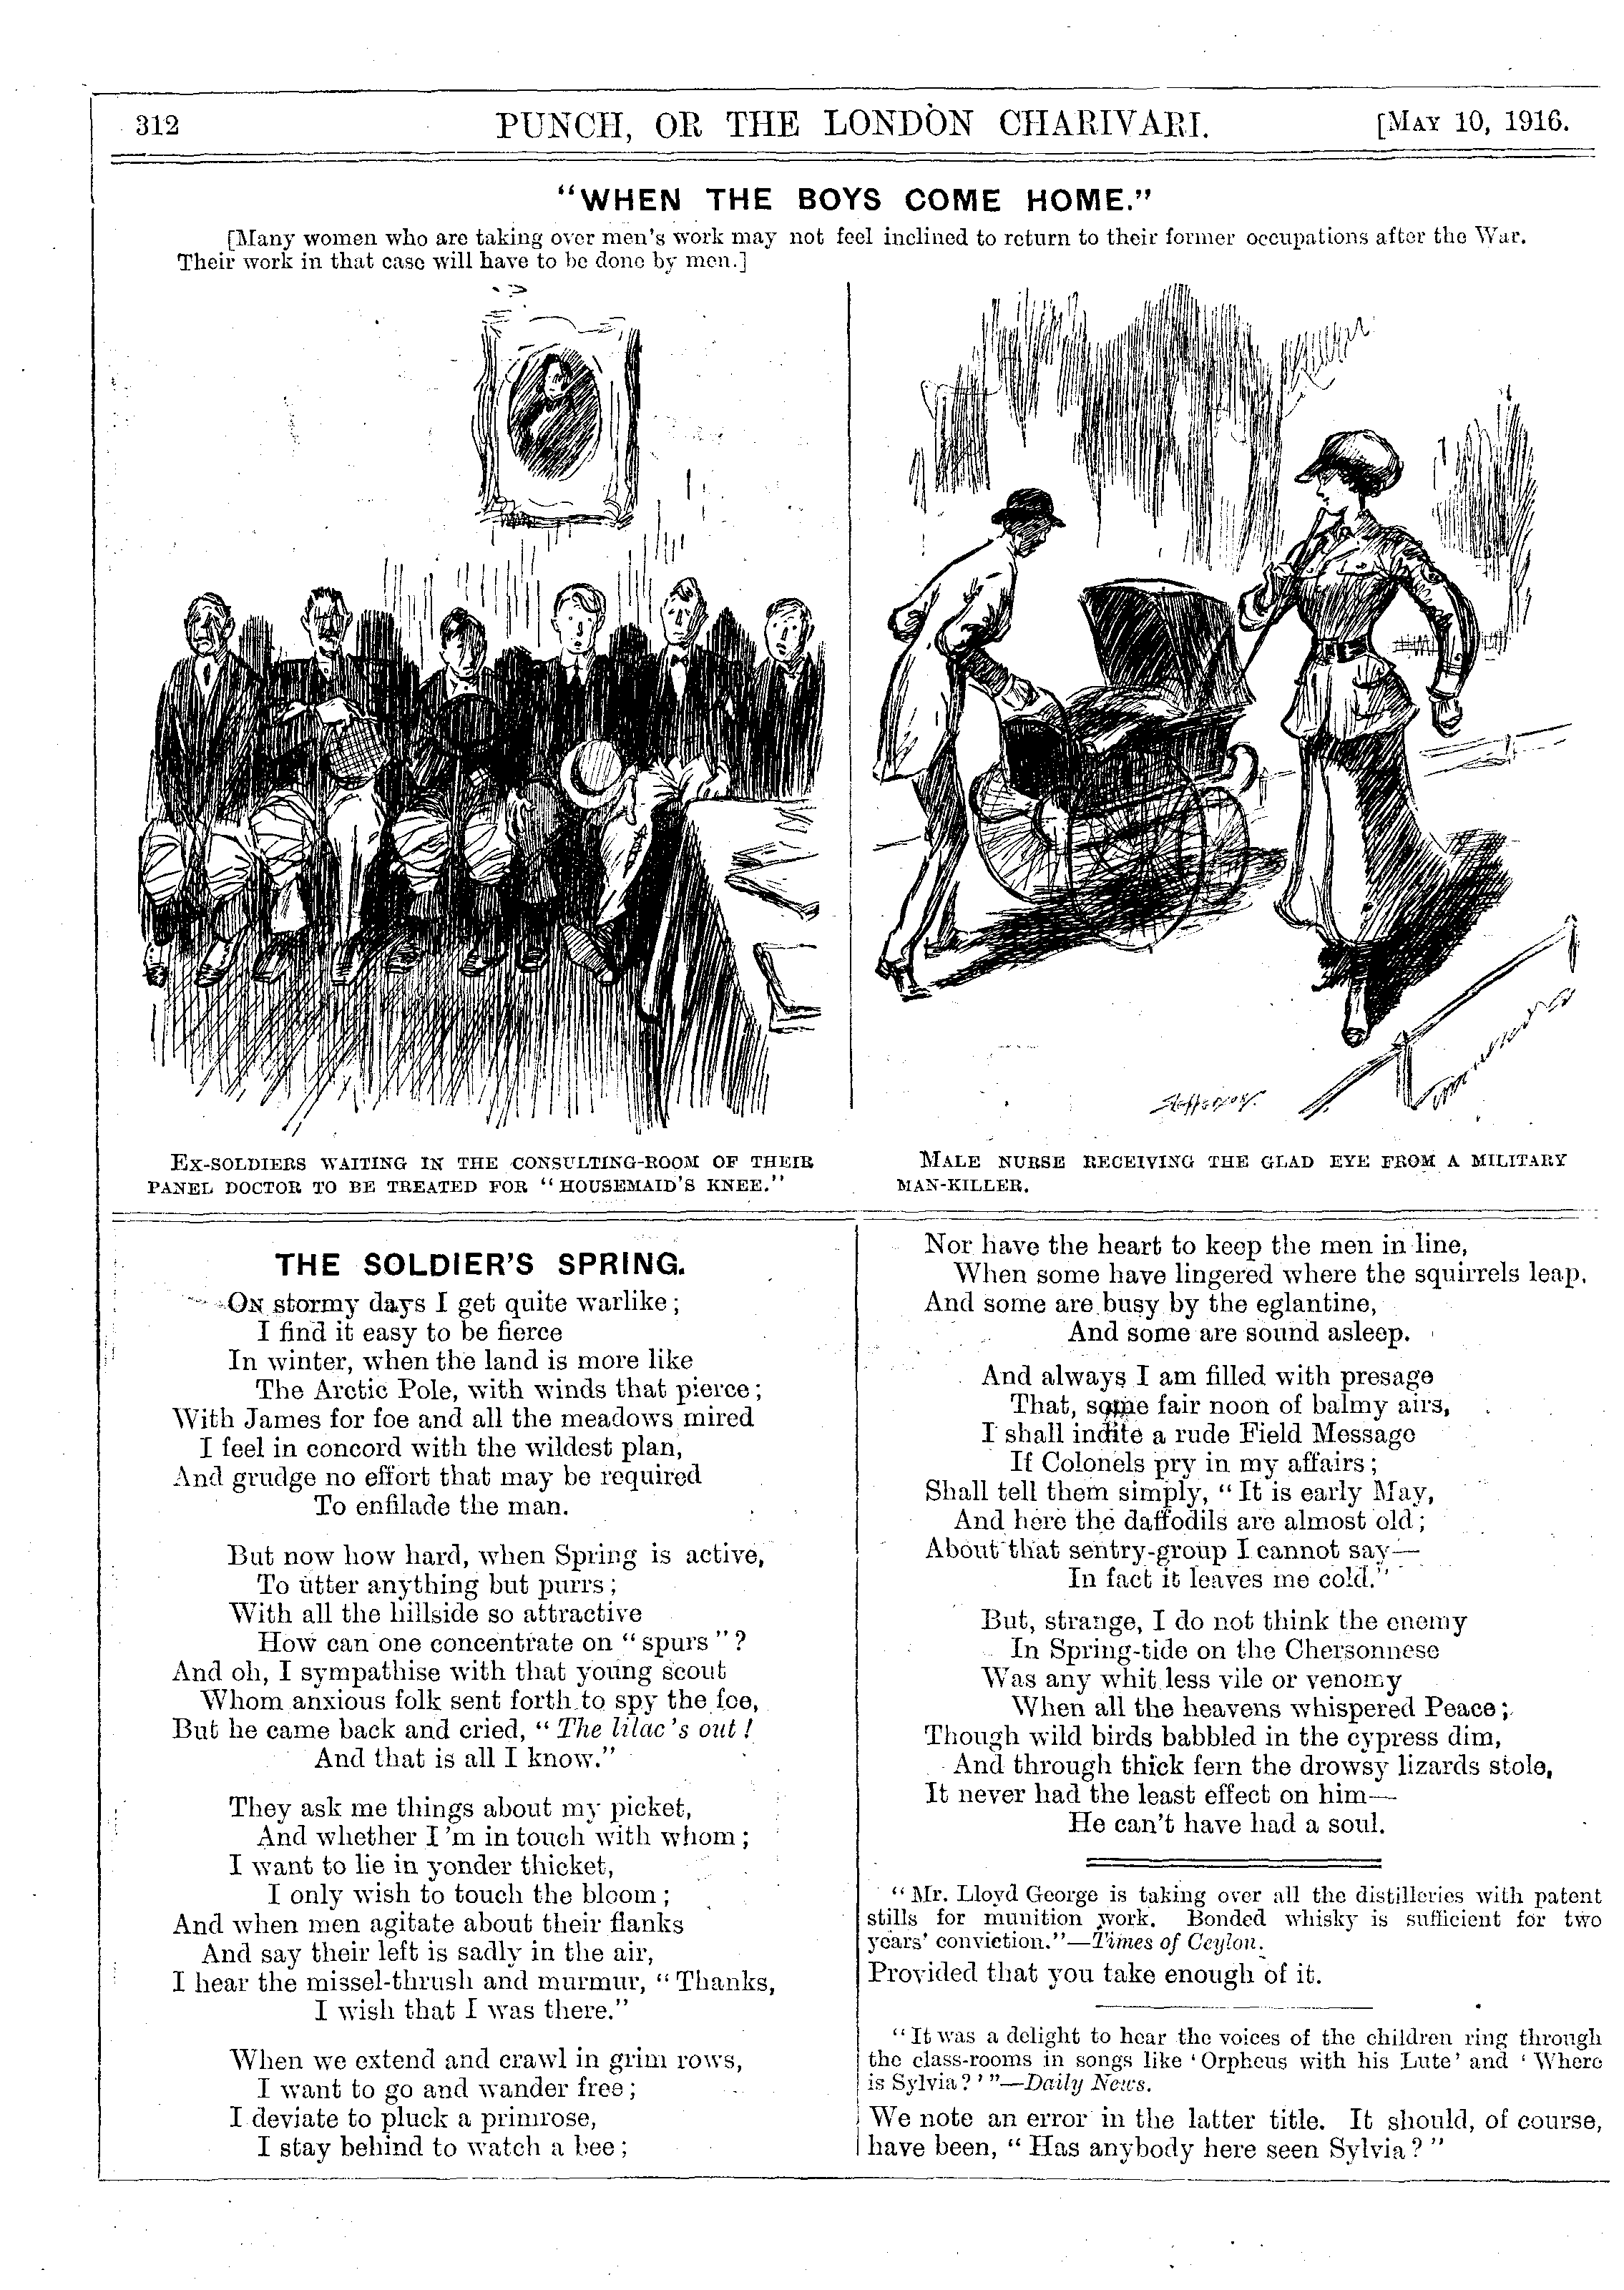 312
PUNCH, OR THE LONDON CHARIVARI.
[MAY 10, 1916.
"WHEN THE BOYS COME HOME."
[Many women who are taking over men's work may not feel inclined to return to their former occupations after the War.
Their work in that case will have to be done by men.]
EX-SOLDIERS WAITING IN THE CONSULTING-ROOM OF THEIR
PANEL DOCTOR TO BE TREATED FOR "HOUSEMAID'S KNEE."
MALE NURSE RECEIVING THE GLAD EYE FROM A MILITARY
MAN-KILLER.
THE SOLDIER'S SPRING.
ON stormy days I get quite warlike;
I find it easy to be fierce
In winter, when the land is more like
The Arctic Pole, with winds that pierce;
With James for foe and all the meadows mired
I feel in concord with the wildest plan,
And grudge no effort that may be required
To enfilade the man.
But now how hard, when Spring is active,
To utter anything but purrs;
With all the hillside so attractive
How can one concentrate on "spurs"?
And oh, I sympathise with that young scout
Whom anxious folk sent forth to spy the foe,
But he came back and cried, "The lilac's out!
And that is all I know."
They ask me things about my picket,
And whether I'm in touch with whom;
I want to lie in yonder thicket,
I only wish to touch the bloom;
And when men agitate about their flanks
And say their left is sadly in the air,
I hear the missel-thrush and murmur, "Thanks,
I wish that I was there."
When we extend and crawl in grim rows,
I want to go and wander free;
I deviate to pluck a primrose,
I stay behind to watch a bee;
Nor have the heart to keep the men in line,
When some have lingered where the squirrels leap,
And some are busy by the eglantine,
And some are sound asleep.
And always I am filled with presage
That, some fair noon of balmy airs,
I shall indite a rude Field Message
If Colonels pry in my affairs;
Shall tell them simply, "It is early May,
And here the daffodils are almost old;
About that sentry-group I cannot say—
In fact it leaves me cold."
But, strange, I do not think the enemy
In Spring-tide on the Chersonnese
Was any whit less vile or venomy
When all the heavens whispered Peace;
Though wild birds babbled in the cypress dim,
And through thick fern the drowsy lizards stole,
It never had the least effect on him—
He can't have had a soul.
"Mr. Lloyd George is taking over all the distilleries with patent
stills for munition work. Bonded whisky is sufficient for two
years' conviction."—Times of Ceylon.
Provided that you take enough of it.
"It was a delight to hear the voices of the children ring through
the class-rooms in songs like 'Orpheus with his Lute' and 'Where
is Sylvia?'"—Daily News.
We note an error in the latter title. It should, of course,
have been, "Has anybody here seen Sylvia?"